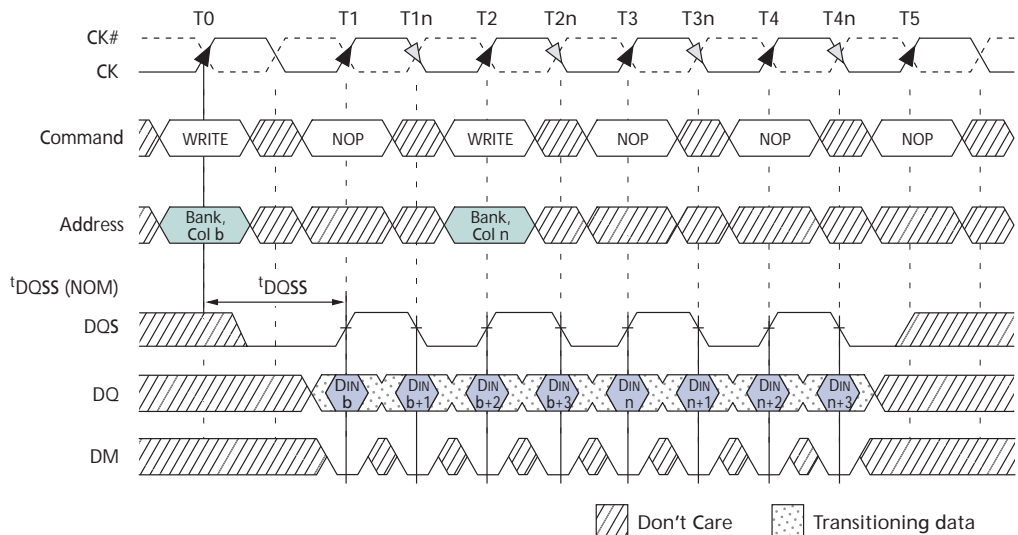 T0 T1 T1n T2 T2n T3 T3n T4 T4n T5
CK#
CK
Command WRITE NOP WRITE NOP NOP NOP
Address Bank, Col b Bank, Col n
tDQSS (NOM) tDQSS
DQS
DQ DIN b DIN b+1 DIN b+2 DIN b+3 DIN n DIN n+1 DIN n+2 DIN n+3
DM
Don't Care Transitioning data